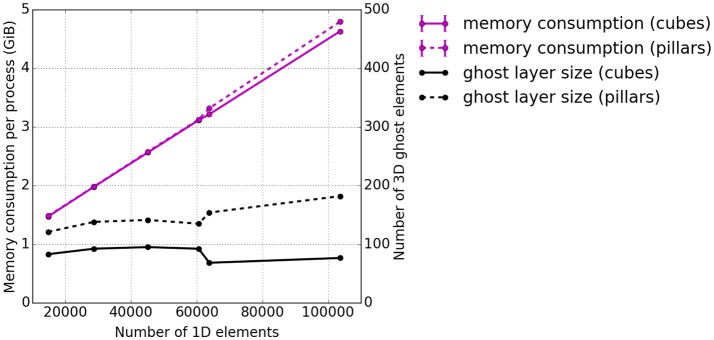 5
4
3
2
1
0
Memory consumption per process (GiB)
20000 40000 60000 80000 100000
Number of 1D elements
500
400
300
200
100
0
Number of 3D ghost elements
memory consumption (cubes)
memory consumption (pillars)
ghost layer size (cubes)
ghost layer size (pillars)